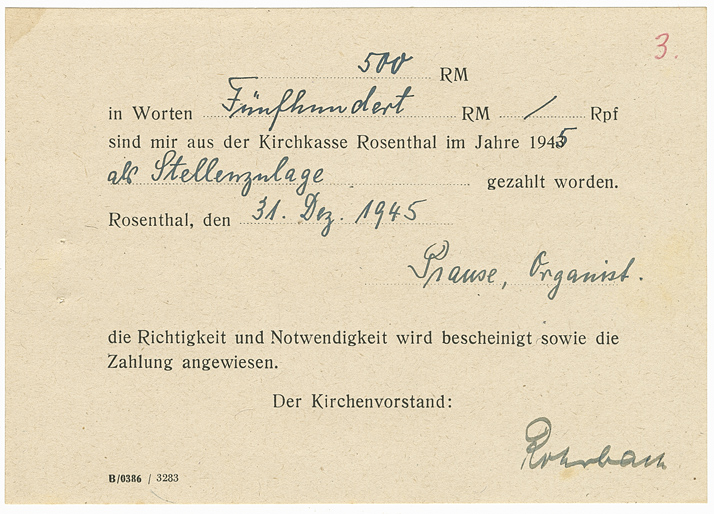 3.
500 RM
in Worten Fünfhundert RM / Rpf
sind mir aus der Kirchkasse Rosenthal im Jahre 1945
als Stellenzulage gezahlt worden.
Rosenthal, den 31. Dez. 1945
Prause, Organist.
die Richtigkeit und Notwendigkeit wird bescheinigt sowie die
Zahlung angewiesen.
Der Kirchenvorstand:
Rohrbach
B/0386 / 3283